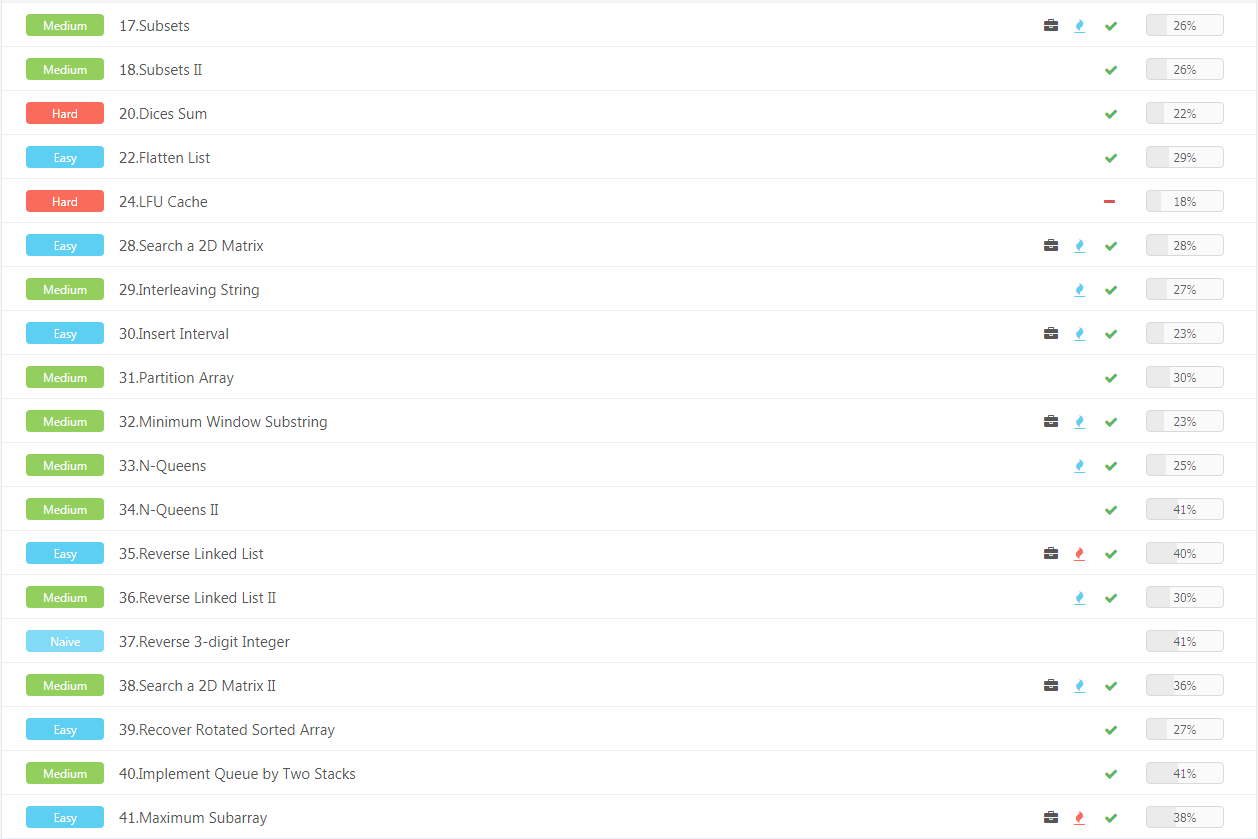 Medium 17.Subsets 26%
Medium 18.Subsets II 26%
Hard 20.Dices Sum 22%
Easy 22.Flatten List 29%
Hard 24.LFU Cache 18%
Easy 28.Search a 2D Matrix 28%
Medium 29.Interleaving String 27%
Easy 30.Insert Interval 23%
Medium 31.Partition Array 30%
Medium 32.Minimum Window Substring 23%
Medium 33.N-Queens 25%
Medium 34.N-Queens II 41%
Easy 35.Reverse Linked List 40%
Medium 36.Reverse Linked List II 30%
Naive 37.Reverse 3-digit Integer 41%
Medium 38.Search a 2D Matrix II 36%
Easy 39.Recover Rotated Sorted Array 27%
Medium 40.Implement Queue by Two Stacks 41%
Easy 41.Maximum Subarray 38%